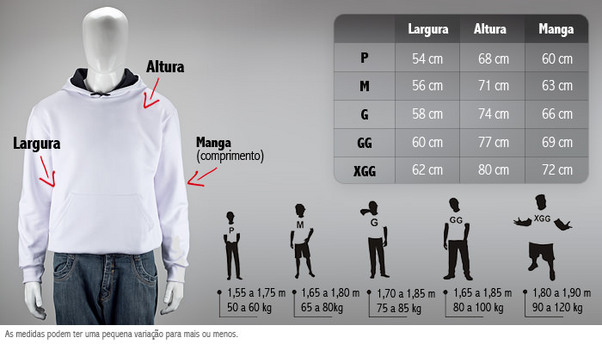 Altura
Largura
Manga
(comprimento)
Largura Altura Manga
P 54 cm 68 cm 60 cm
M 56 cm 71 cm 63 cm
G 58 cm 74 cm 66 cm
GG 60 cm 77 cm 69 cm
XGG 62 cm 80 cm 72 cm
P M G GG XGG
1,55 a 1,75 m
50 a 60 kg
1,65 a 1,80 m
65 a 80kg
1,70 a 1,85 m
75 a 85 kg
1,65 a 1,85 m
80 a 100 kg
1,80 a 1,90 m
90 a 120 kg
As medidas podem ter uma pequena variação para mais ou menos.